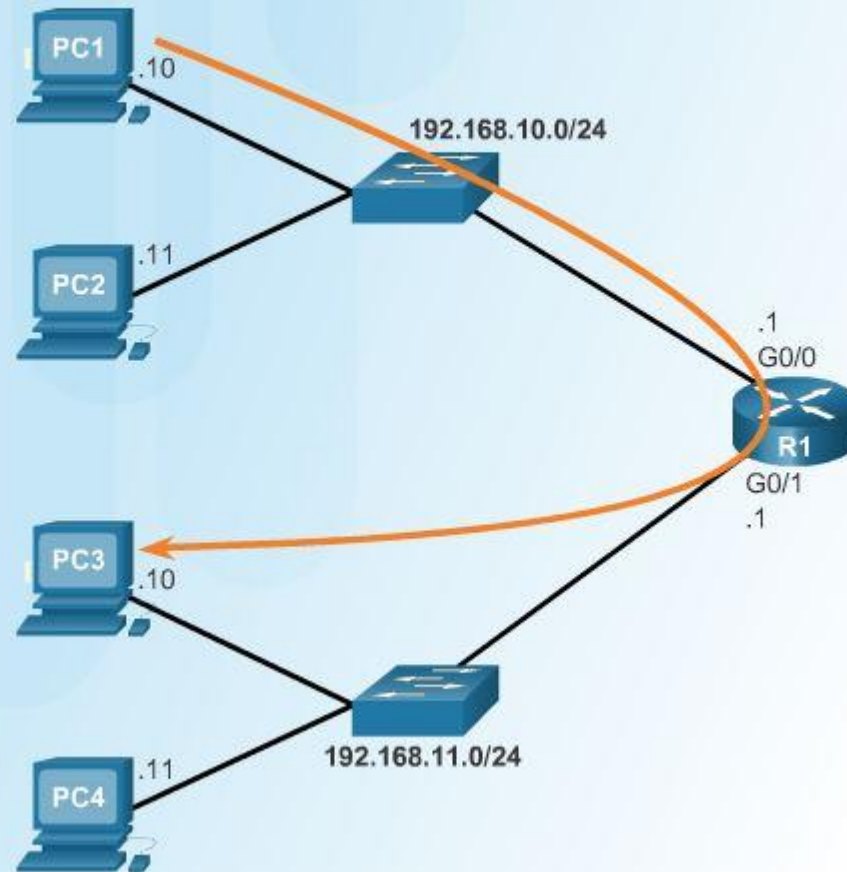 PC1
.10
192.168.10.0/24
.11
PC2
.1
G0/0
R1
G0/1
.1
PC3
.10
192.168.11.0/24
.11
PC4